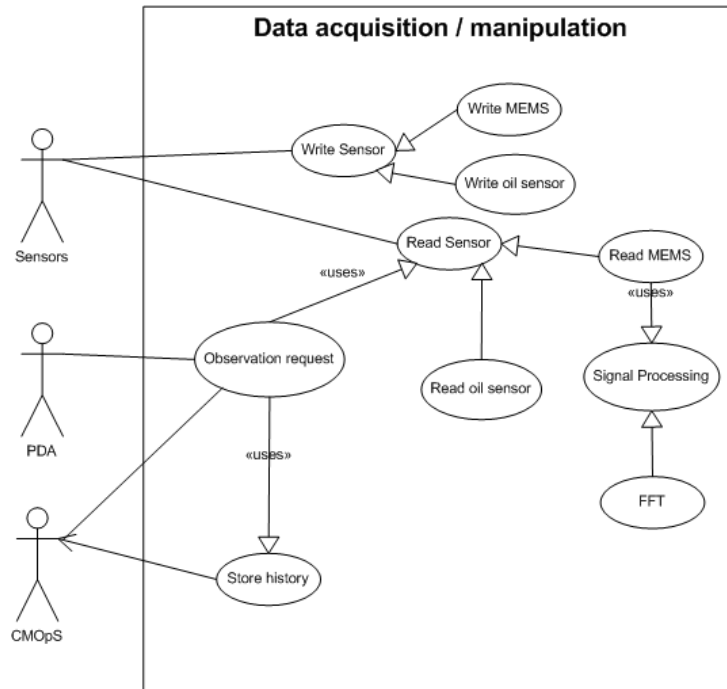 Data acquisition / manipulation
Write MEMS
Write Sensor
Write oil sensor
Sensors
Read Sensor
Read MEMS
«uses»
«uses»
Observation request
Read oil sensor
Signal Processing
PDA
«uses»
FFT
Store history
CMOpS